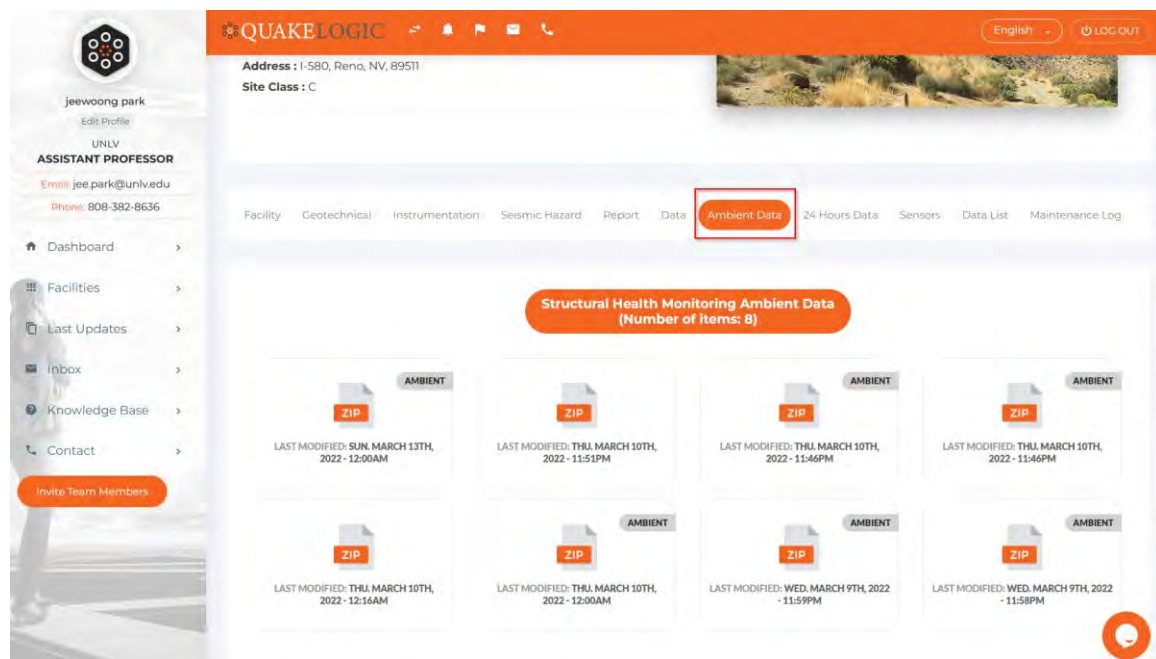 QUAKELOGIC
English
LOG OUT
jeewoong park
Edit Profile
UNLV
ASSISTANT PROFESSOR
Email: jee.park@unlv.edu
Phone: 808-382-8636
Dashboard
Facilities
Last Updates
Inbox
Knowledge Base
Contact
Invite Team Members
Address : I-580, Reno, NV, 89511
Site Class : C
Facility Geotechnical Instrumentation Seismic Hazard Report Data Ambient Data 24 Hours Data Sensors Data List Maintenance Log
Structural Health Monitoring Ambient Data
(Number of items: 8)
AMBIENT
ZIP
LAST MODIFIED: SUN. MARCH 13TH,
2022 - 12:00AM
ZIP
LAST MODIFIED: THU. MARCH 10TH,
2022 - 11:51PM
AMBIENT
ZIP
LAST MODIFIED: THU. MARCH 10TH,
2022 - 11:46PM
AMBIENT
ZIP
LAST MODIFIED: THU. MARCH 10TH,
2022 - 11:46PM
ZIP
LAST MODIFIED: THU. MARCH 10TH,
2022 - 12:16AM
AMBIENT
ZIP
LAST MODIFIED: THU. MARCH 10TH,
2022 - 12:00AM
AMBIENT
ZIP
LAST MODIFIED: WED. MARCH 9TH, 2022
- 11:59PM
AMBIENT
ZIP
LAST MODIFIED: WED. MARCH 9TH, 2022
- 11:58PM